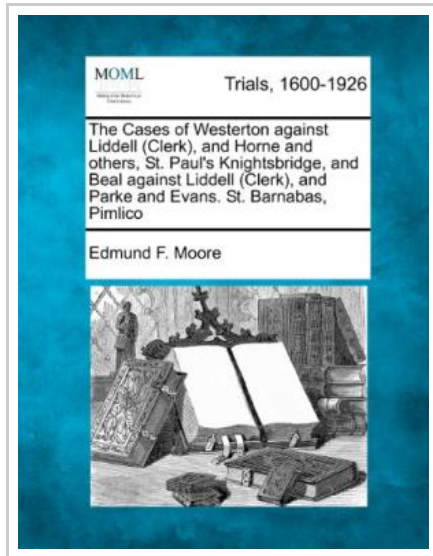 MOML
Trials, 1600-1926
The Cases of Westerton against
Liddell (Clerk), and Horne and
others, St. Paul's Knightsbridge, and
Beal against Liddell (Clerk), and
Parke and Evans. St. Barnabas,
Pimlico
Edmund F. Moore